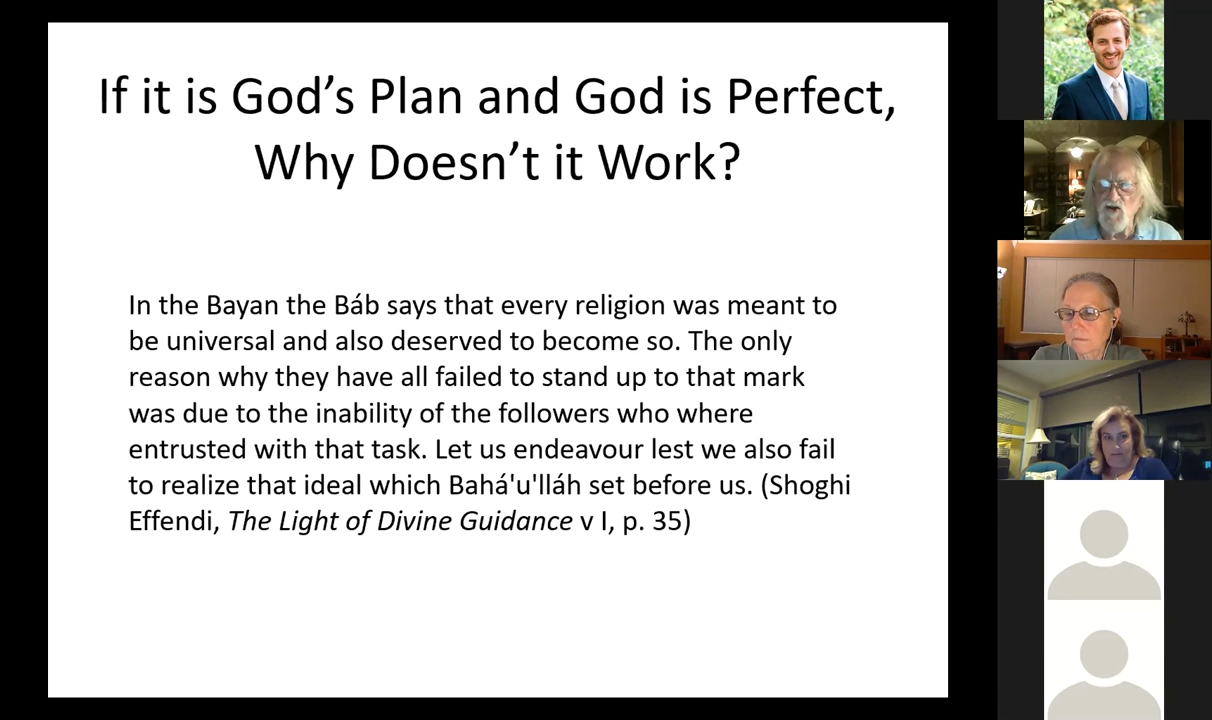 If it is God’s Plan and God is Perfect,
Why Doesn’t it Work?
In the Bayan the Báb says that every religion was meant to
be universal and also deserved to become so. The only
reason why they have all failed to stand up to that mark
was due to the inability of the followers who where
entrusted with that task. Let us endeavour lest we also fail
to realize that ideal which Bahá'u'lláh set before us. (Shoghi
Effendi, The Light of Divine Guidance v I, p. 35)